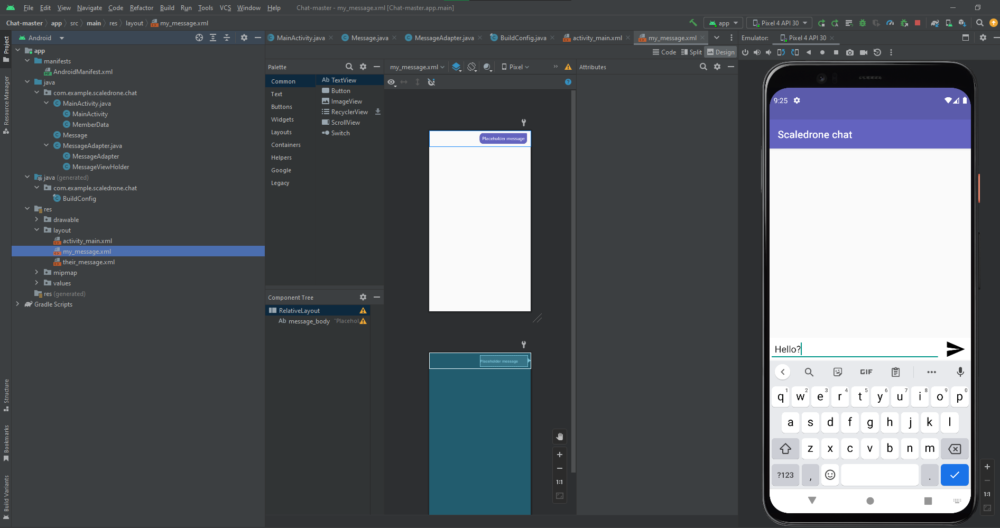 File Edit View Navigate Code Refactor Build Run Tools VCS Window Help Chat-master - my_message.xml [Chat-master.app.main]
Chat-master app src main res layout my_message.xml app Pixel 4 API 30
Android
MainActivity.java Message.java MessageAdapter.java BuildConfig.java activity_main.xml my_message.xml
Emulator: Pixel 4 API 30
Code Split Design
Project
Resource Manager
Structure
Bookmarks
Build Variants
app
manifests
AndroidManifest.xml
java
com.example.scaledrone.chat
MainActivity.java
MainActivity
MemberData
Message
MessageAdapter.java
MessageAdapter
MessageViewHolder
java (generated)
com.example.scaledrone.chat
BuildConfig
res
drawable
layout
activity_main.xml
my_message.xml
their_message.xml
mipmap
values
res (generated)
Gradle Scripts
Palette
Common
Text
Buttons
Widgets
Layouts
Containers
Helpers
Google
Legacy
Ab TextView
Button
ImageView
RecyclerView
ScrollView
Switch
Component Tree
RelativeLayout
Ab message_body "Placehol
my_message.xml Pixel
Placeholder message
Placeholder message
1:1
Attributes
9:25
Scaledrone chat
Hello?
GIF
q1 w2 e3 r4 t5 y6 u7 i8 o9 p0
a s d f g h j k l
z x c v b n m
?123 , .
1:1